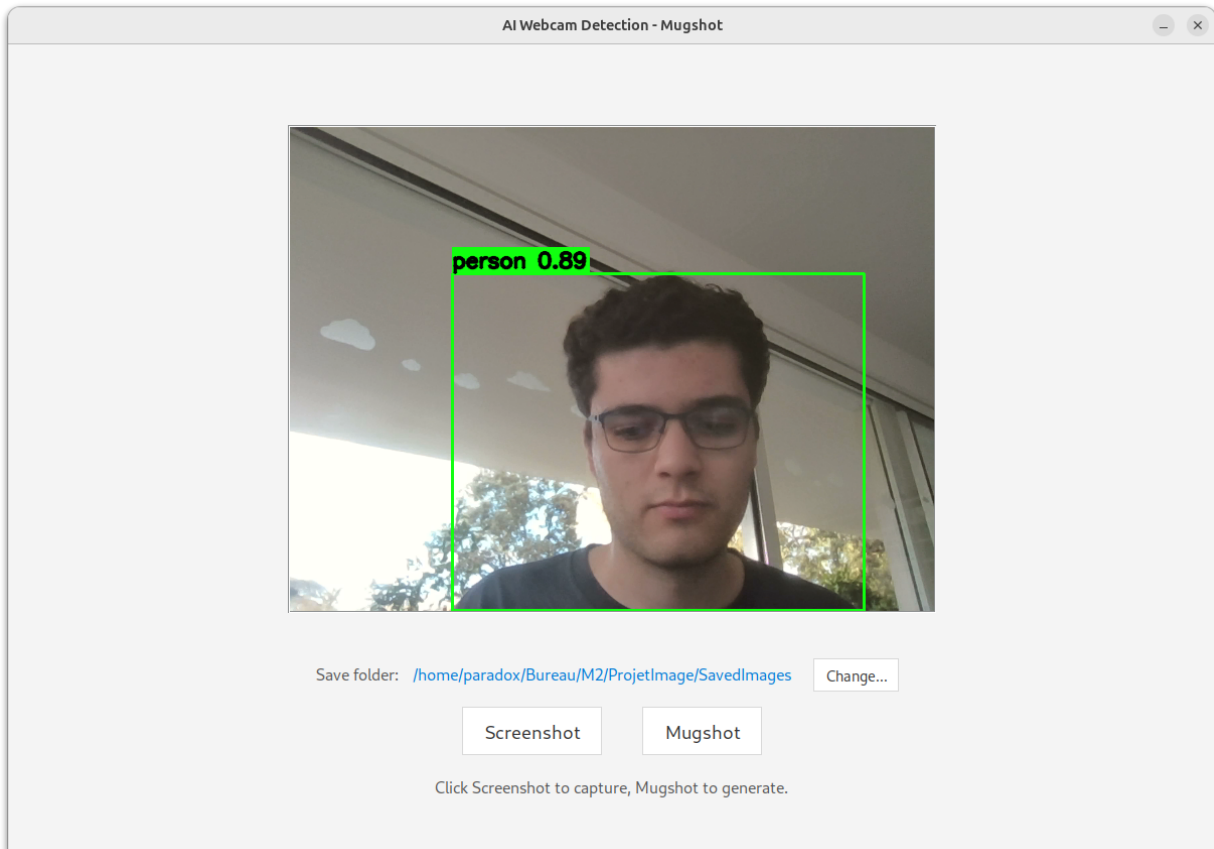 AI Webcam Detection - Mugshot
person 0.89
Save folder: /home/paradox/Bureau/M2/ProjetImage/SavedImages Change...
Screenshot Mugshot
Click Screenshot to capture, Mugshot to generate.